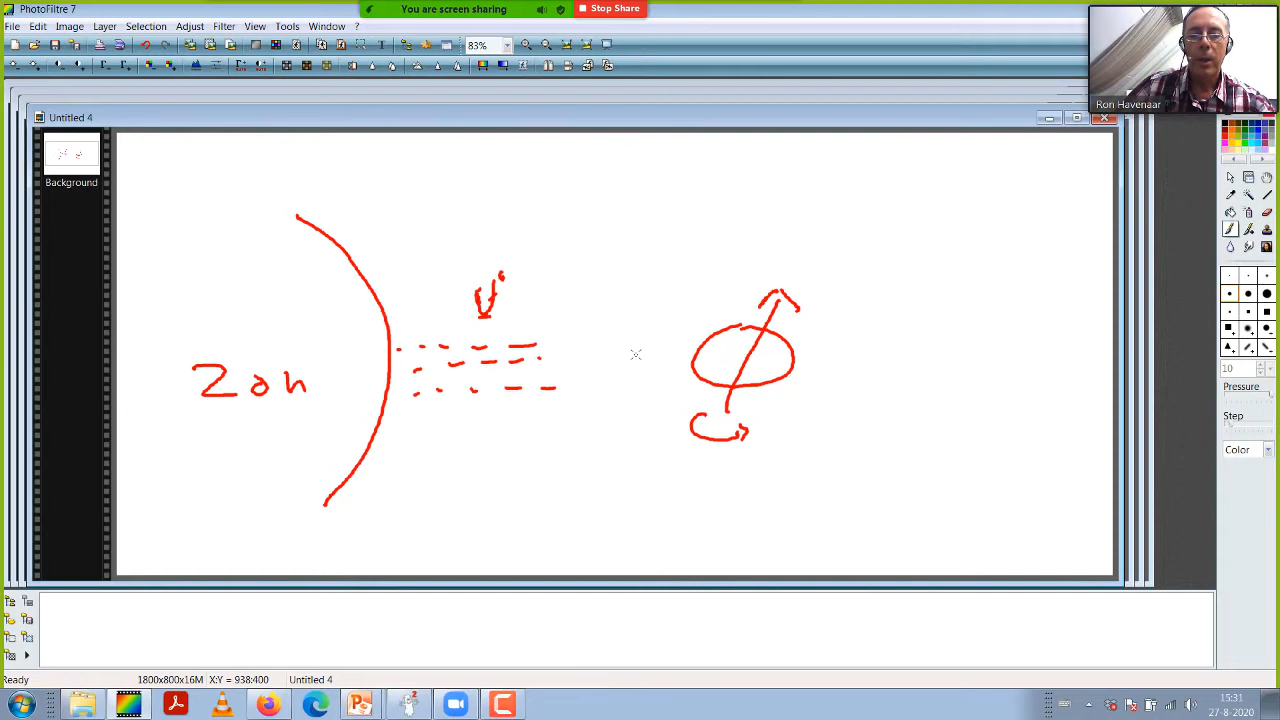 PhotoFiltre 7
You are screen sharing
Stop Share
File Edit Image Layer Selection Adjust Filter View Tools Window ?
83%
Ron Havenaar
Untitled 4
Background
Zon
10
Pressure:
Step
Color
Ready
1800x800x16M
X:Y = 938:400
Untitled 4
15:31
27-8-2020